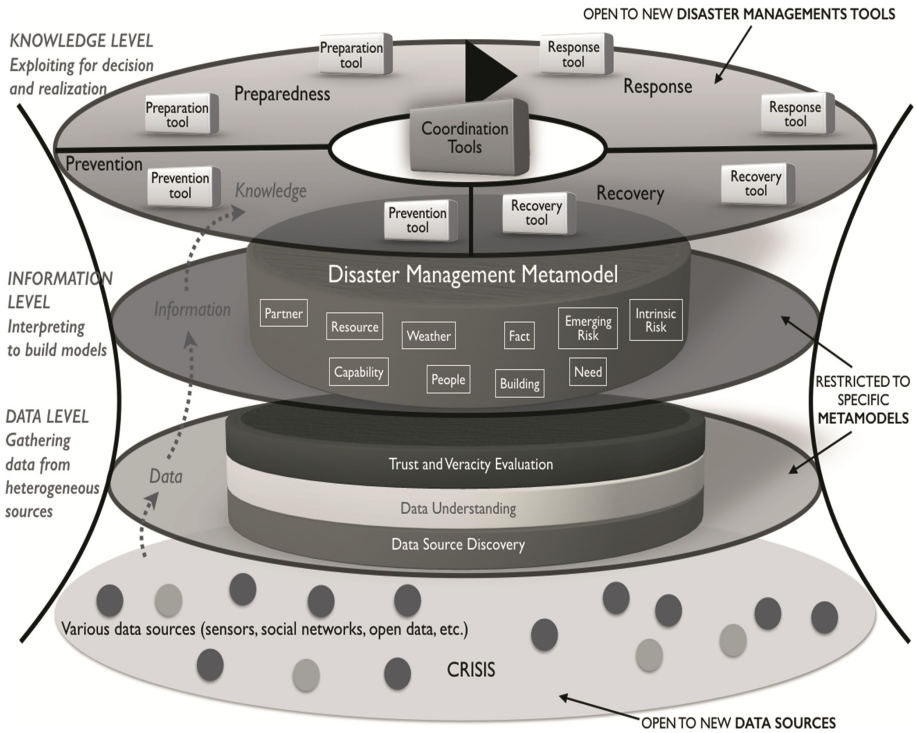 OPEN TO NEW DISASTER MANAGEMENTS TOOLS
KNOWLEDGE LEVEL
Exploiting for decision
and realization
Preparation
tool
Response
tool
Preparedness
Response
Preparation
tool
Response
tool
Coordination
Tools
Prevention
Prevention
tool
Knowledge
Prevention
tool
Recovery
tool
Recovery
Recovery
tool
INFORMATION
LEVEL
Interpreting
to build models
Information
Disaster Management Metamodel
Partner
Resource
Weather
Fact
Emerging
Risk
Intrinsic
Risk
Capability
People
Building
Need
RESTRICTED TO
SPECIFIC
METAMODELS
DATA LEVEL
Gathering
data from
heterogeneous
sources
Data
Trust and Veracity Evaluation
Data Understanding
Data Source Discovery
Various data sources (sensors, social networks, open data, etc.)
CRISIS
OPEN TO NEW DATA SOURCES